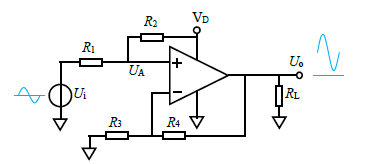 R2 VD
R1 Uo
UA + 
Ui − RL
R3 R4